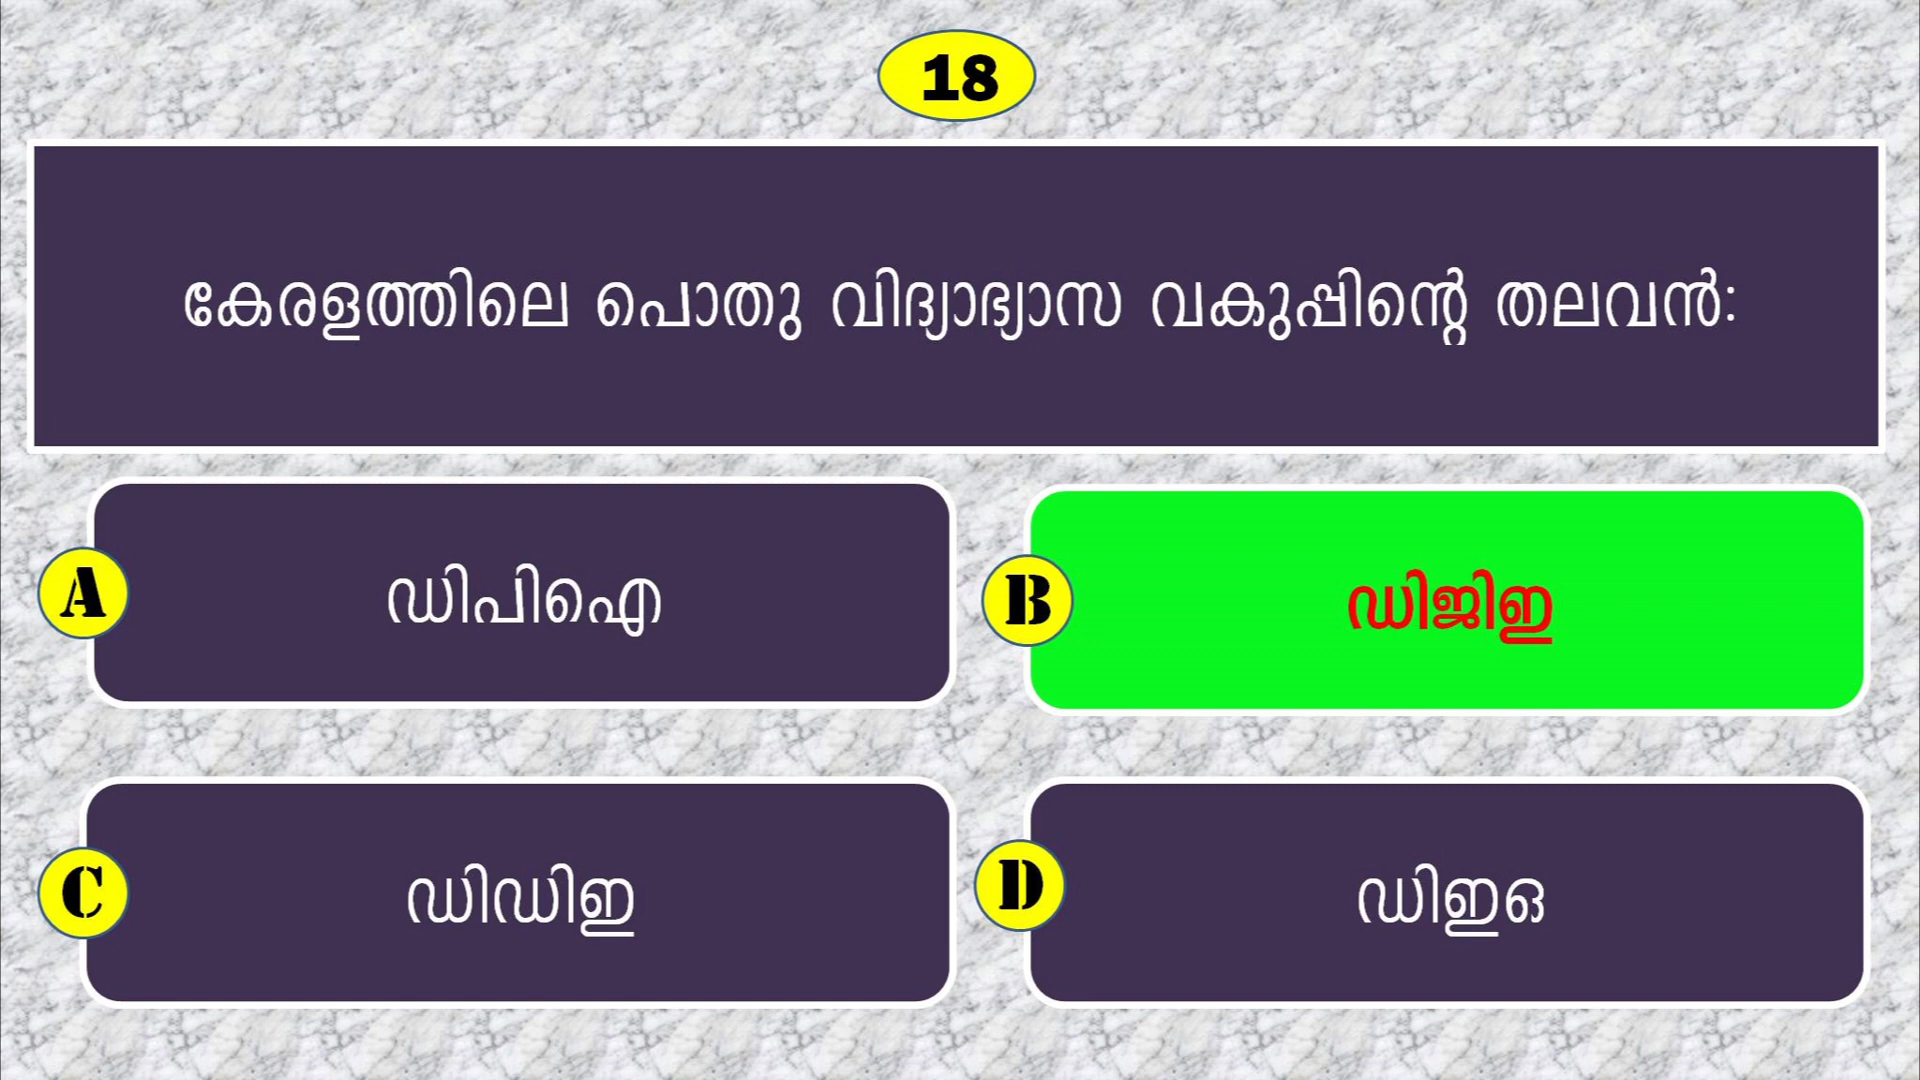 18
കേരളത്തിലെ പൊതു വിദ്യാഭ്യാസ വകുപ്പിന്റെ തലവൻ:
A ഡിപിഐ
B ഡിജിഇ
C ഡിഡിഇ
D ഡിഇഒ